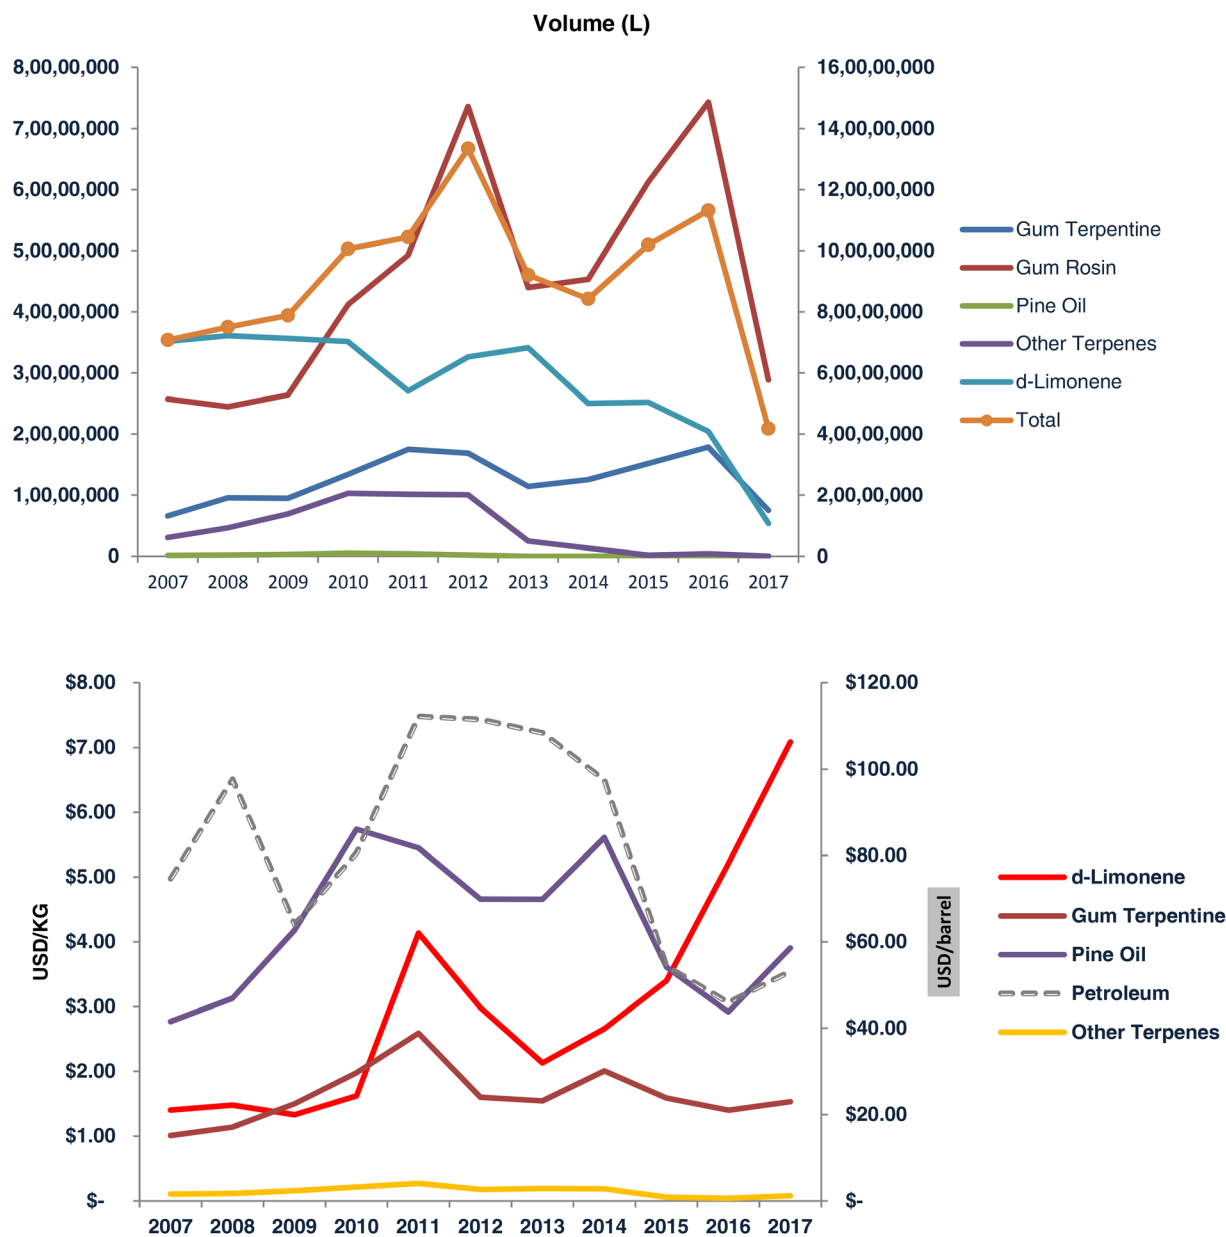 Volume (L)
8,00,00,000
7,00,00,000
6,00,00,000
5,00,00,000
4,00,00,000
3,00,00,000
2,00,00,000
1,00,00,000
0
16,00,00,000
14,00,00,000
12,00,00,000
10,00,00,000
8,00,00,000
6,00,00,000
4,00,00,000
2,00,00,000
0
2007 2008 2009 2010 2011 2012 2013 2014 2015 2016 2017
Gum Terpentine
Gum Rosin
Pine Oil
Other Terpenes
d-Limonene
Total
USD/KG
$8.00
$7.00
$6.00
$5.00
$4.00
$3.00
$2.00
$1.00
$-
$120.00
$100.00
$80.00
$60.00
$40.00
$20.00
$-
USD/barrel
2007 2008 2009 2010 2011 2012 2013 2014 2015 2016 2017
d-Limonene
Gum Terpentine
Pine Oil
Petroleum
Other Terpenes